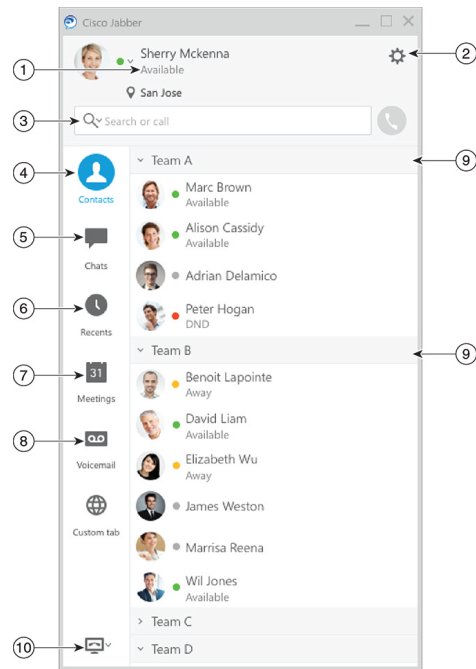 Cisco Jabber
Sherry Mckenna
Available
San Jose
Search or call
Contacts
Chats
Recents
31
Meetings
Voicemail
Custom tab
Team A
Marc Brown
Available
Alison Cassidy
Available
Adrian Delamico
Peter Hogan
DND
Team B
Benoit Lapointe
Away
David Liam
Available
Elizabeth Wu
Away
James Weston
Marrisa Reena
Wil Jones
Available
Team C
Team D
1
2
3
4
5
6
7
8
9
9
10